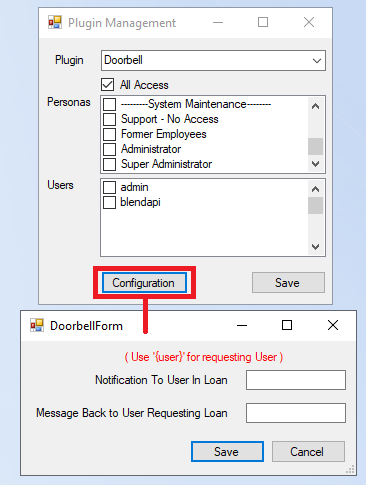 Plugin Management
Plugin Doorbell
All Access
Personas
---------System Maintenance--------
Support - No Access
Former Employees
Administrator
Super Administrator
Users
admin
blendapi
Configuration Save
DoorbellForm
( Use '{user}' for requesting User )
Notification To User In Loan
Message Back to User Requesting Loan
Save Cancel